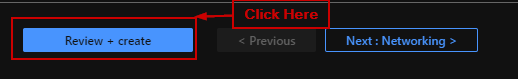 Click Here
Review + create
< Previous
Next : Networking >